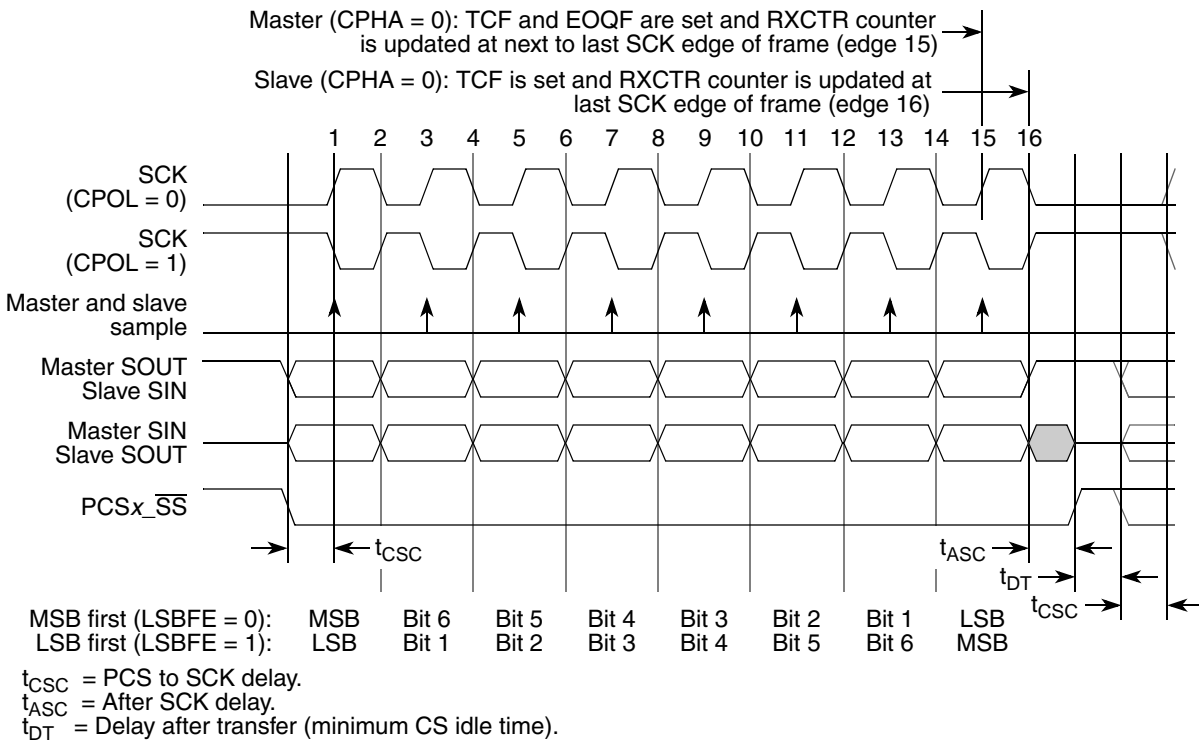 Master (CPHA = 0): TCF and EOQF are set and RXCTR counter
is updated at next to last SCK edge of frame (edge 15)
Slave (CPHA = 0): TCF is set and RXCTR counter is updated at
last SCK edge of frame (edge 16)
1 2 3 4 5 6 7 8 9 10 11 12 13 14 15 16
SCK
(CPOL = 0)
SCK
(CPOL = 1)
Master and slave
sample
Master SOUT
Slave SIN
Master SIN
Slave SOUT
PCSx_S̅S̅
tCSC
tASC
tDT
tCSC
MSB first (LSBFE = 0): MSB Bit 6 Bit 5 Bit 4 Bit 3 Bit 2 Bit 1 LSB
LSB first (LSBFE = 1): LSB Bit 1 Bit 2 Bit 3 Bit 4 Bit 5 Bit 6 MSB
tCSC = PCS to SCK delay.
tASC = After SCK delay.
tDT = Delay after transfer (minimum CS idle time).